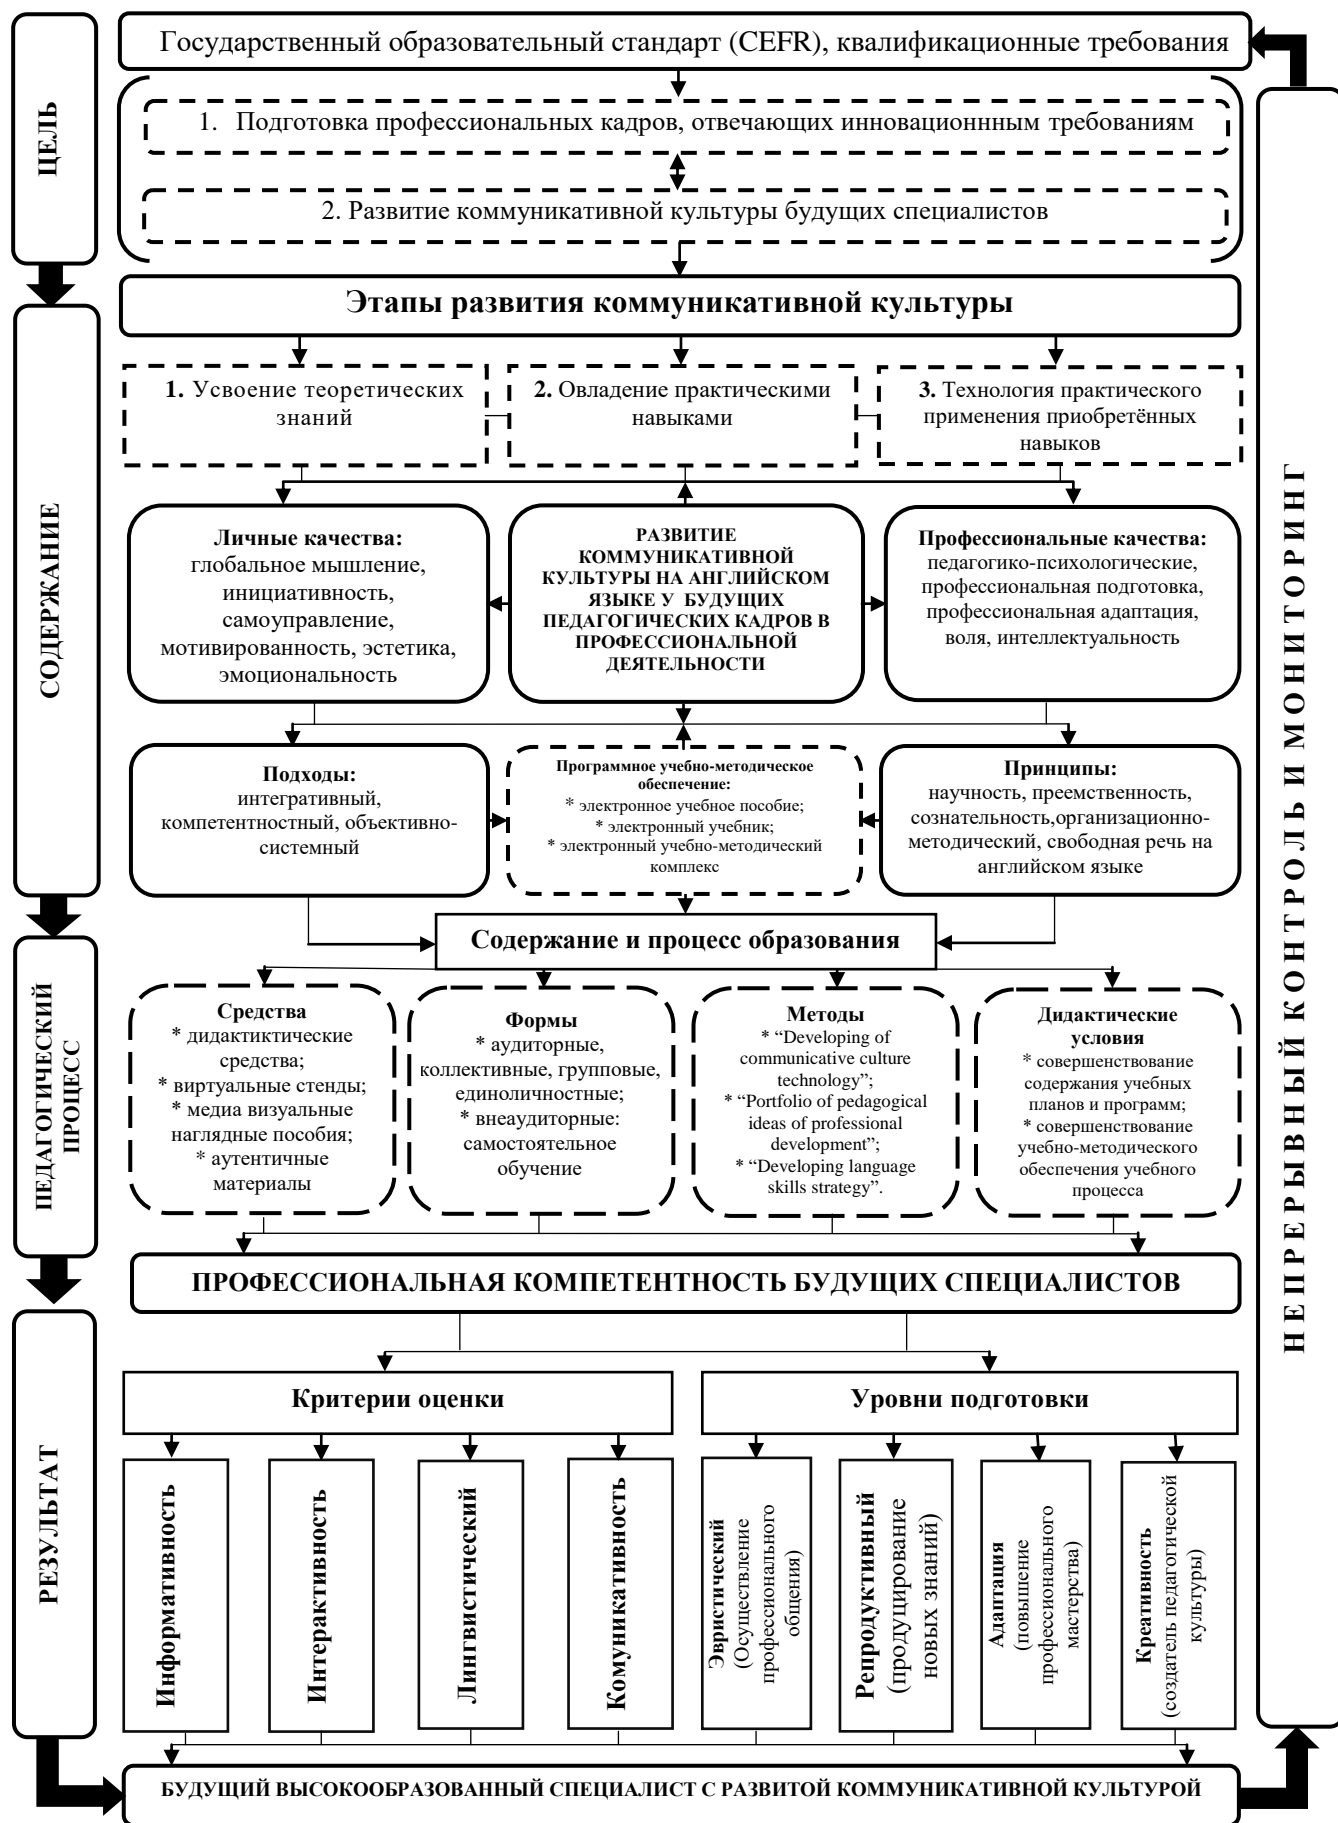 Государственный образовательный стандарт (CEFR), квалификационные требования
ЦЕЛЬ
1. Подготовка профессиональных кадров, отвечающих инновационнным требованиям
2. Развитие коммуникативной культуры будущих специалистов
Этапы развития коммуникативной культуры
СОДЕРЖАНИЕ
1. Усвоение теоретических
знаний
2. Овладение практическими
навыками
3. Технология практического
применения приобретённых
навыков
Личные качества:
глобальное мышление,
инициативность,
самоуправление,
мотивированность, эстетика,
эмоциональность
РАЗВИТИЕ
КОММУНИКАТИВНОЙ
КУЛЬТУРЫ НА АНГЛИЙСКОМ
ЯЗЫКЕ У БУДУЩИХ
ПЕДАГОГИЧЕСКИХ КАДРОВ В
ПРОФЕССИОНАЛЬНОЙ
ДЕЯТЕЛЬНОСТИ
Профессиональные качества:
педагогико-психологические,
профессиональная подготовка,
профессиональная адаптация,
воля, интеллектуальность
Подходы:
интегративный,
компетентностный, объективно-
системный
Программное учебно-методическое
обеспечение:
* электронное учебное пособие;
* электронный учебник;
* электронный учебно-методический
комплекс
Принципы:
научность, преемственность,
сознательность,организационно-
методический, свободная речь на
английском языке
Содержание и процесс образования
ПЕДАГОГИЧЕСКИЙ
ПРОЦЕСС
Средства
* дидактиктические
средства;
* виртуальные стенды;
* медиа визуальные
наглядные пособия;
* аутентичные
материалы
Формы
* аудиторные,
коллективные, групповые,
единоличностные;
* внеаудиторные:
самостоятельное
обучение
Методы
* “Developing of
communicative culture
technology”;
* “Portfolio of pedagogical
ideas of professional
development”;
* “Developing language
skills strategy”.
Дидактические
условия
* совершенствование
содержания учебных
планов и программ;
* совершенствование
учебно-методического
обеспечения учебного
процесса
ПРОФЕССИОНАЛЬНАЯ КОМПЕТЕНТНОСТЬ БУДУЩИХ СПЕЦИАЛИСТОВ
РЕЗУЛЬТАТ
Критерии оценки
Уровни подготовки
Информативность
Интерактивность
Лингвистический
Комуникативность
Эвристический
(Осуществление
профессионального
общения)
Репродуктивный
(продуцирование
новых знаний)
Адаптация
(повышение
профессионального
мастерства)
Креативность
(создатель педагогической
культуры)
БУДУЩИЙ ВЫСОКООБРАЗОВАННЫЙ СПЕЦИАЛИСТ С РАЗВИТОЙ КОММУНИКАТИВНОЙ КУЛЬТУРОЙ
НЕПРЕРЫВНЫЙ КОНТРОЛЬ И МОНИТОРИНГ